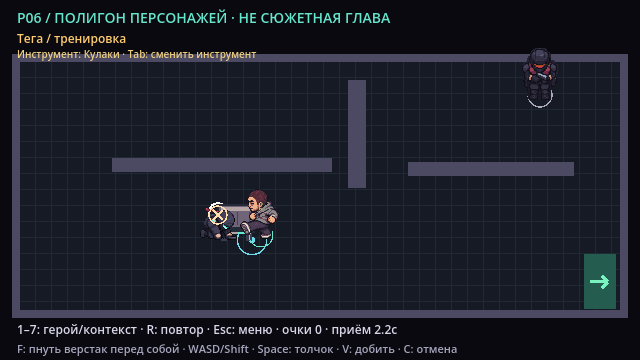 P06 / ПОЛИГОН ПЕРСОНАЖЕЙ · НЕ СЮЖЕТНАЯ ГЛАВА
Тега / тренировка
Инструмент: Кулаки · Tab: сменить инструмент
1–7: герой/контекст · R: повтор · Esc: меню · очки 0 · приём 2.2с
F: пнуть верстак перед собой · WASD/Shift · Space: толчок · V: добить · C: отмена